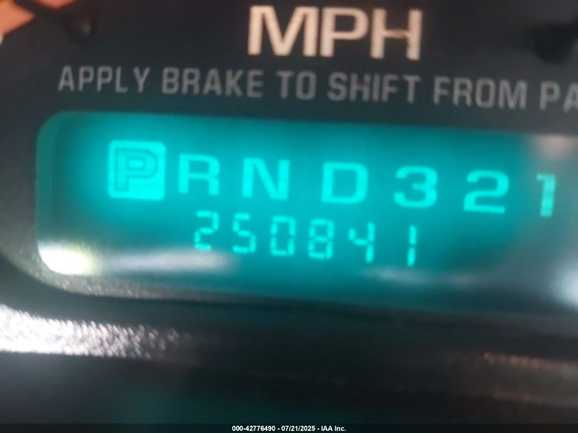 MPH
APPLY BRAKE TO SHIFT FROM PA
P R N D 3 2 1
250841
000-42776490 - 07/21/2025 - IAA Inc.